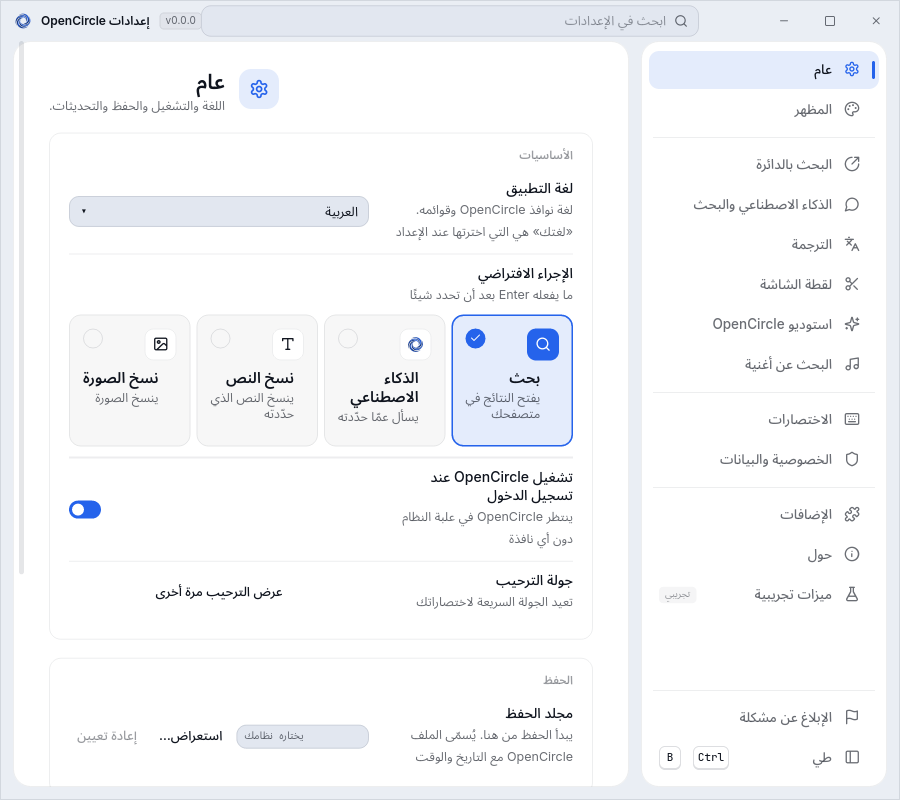 إعدادات OpenCircle
v0.0.0
ابحث في الإعدادات
عام
المظهر
البحث بالدائرة
الذكاء الاصطناعي والبحث
الترجمة
لقطة الشاشة
استوديو OpenCircle
البحث عن أغنية
الاختصارات
الخصوصية والبيانات
الإضافات
حول
ميزات تجريبية
تجريبي
الإبلاغ عن مشكلة
طي
Ctrl
B
عام
اللغة والتشغيل والحفظ والتحديثات.
الأساسيات
لغة التطبيق
لغة نوافذ OpenCircle وقوائمه.
«لغتك» هي التي اخترتها عند الإعداد
العربية
الإجراء الافتراضي
ما يفعله Enter بعد أن تحدد شيئًا
بحث
يفتح النتائج في
متصفحك
الذكاء
الاصطناعي
يسأل عمّا حدّدته
نسخ النص
ينسخ النص الذي
حدّدته
نسخ الصورة
ينسخ الصورة
تشغيل OpenCircle عند
تسجيل الدخول
ينتظر OpenCircle في علبة النظام
دون أي نافذة
جولة الترحيب
تعيد الجولة السريعة لاختصاراتك
عرض الترحيب مرة أخرى
الحفظ
مجلد الحفظ
يبدأ الحفظ من هنا. يُسمّى الملف
OpenCircle مع التاريخ والوقت
يختاره نظامك
استعراض...
إعادة تعيين